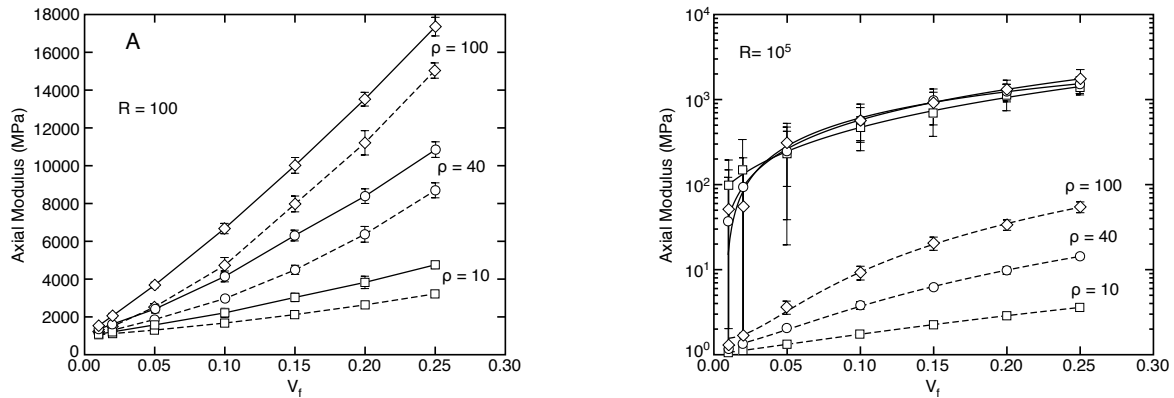 18000
16000
14000
12000
10000
8000
6000
4000
2000
0
Axial Modulus (MPa)
A
R = 100
ρ = 100
ρ = 40
ρ = 10
0.00 0.05 0.10 0.15 0.20 0.25 0.30
V_f
10^4
10^3
10^2
10^1
10^0
Axial Modulus (MPa)
R= 10^5
ρ = 100
ρ = 40
ρ = 10
0.00 0.05 0.10 0.15 0.20 0.25 0.30
V_f